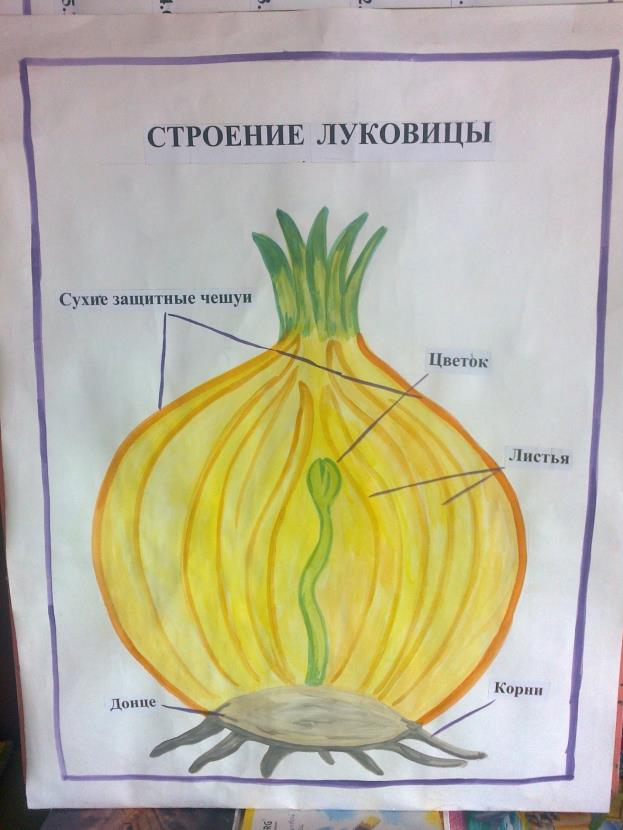 СТРОЕНИЕ ЛУКОВИЦЫ
Сухие защитные чешуи
Цветок
Листья
Донце
Корни